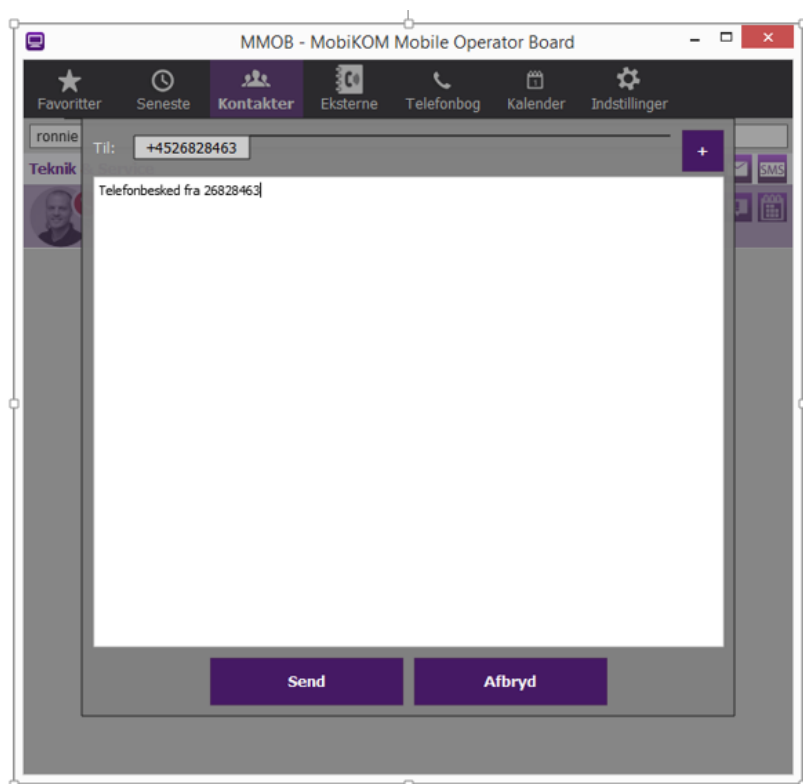 MMOB - MobiKOM Mobile Operator Board
Favoritter Seneste Kontakter Eksterne Telefonbog Kalender Indstillinger
ronnie
Til: +4526828463 +
Teknik SMS
Telefonbesked fra 26828463
Send Afbryd